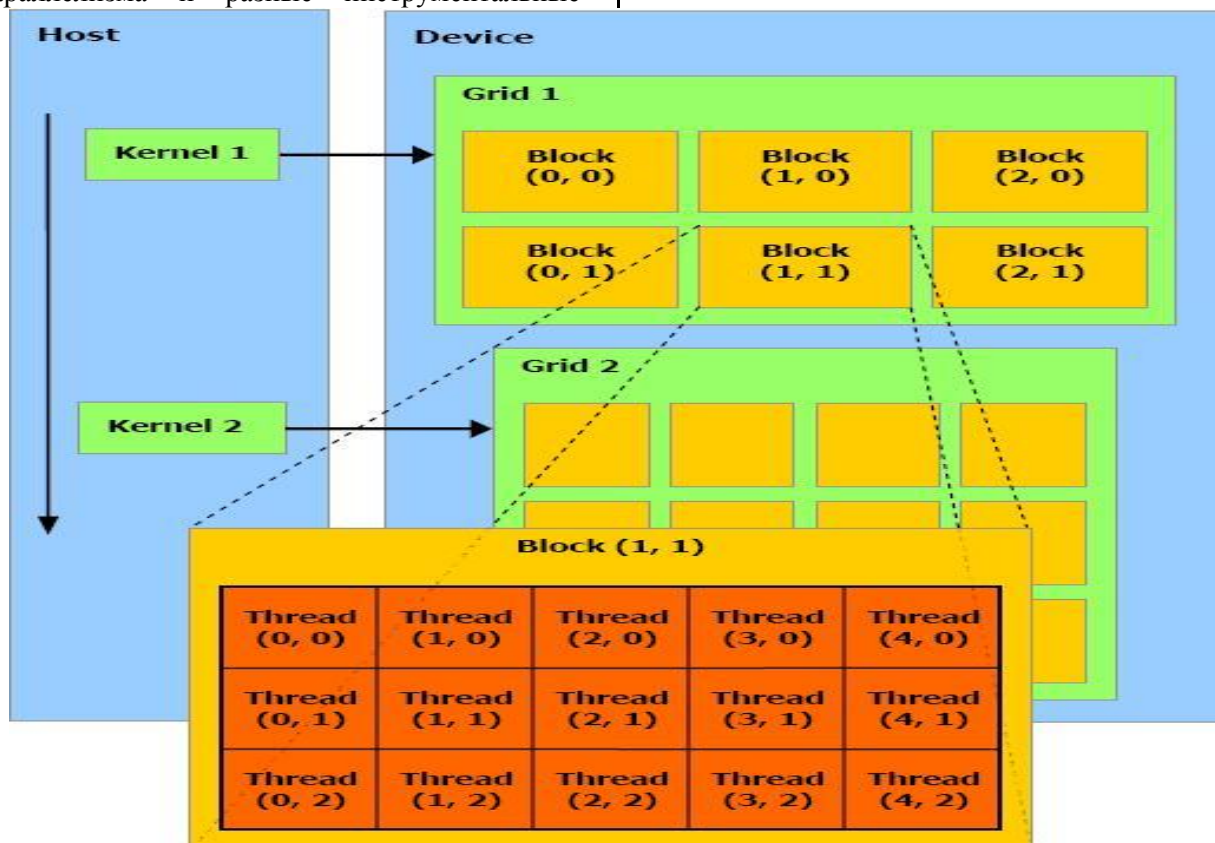 и разные инструментальные
Host
Device
Grid 1
Kernel 1
Block
(0, 0)
Block
(1, 0)
Block
(2, 0)
Block
(0, 1)
Block
(1, 1)
Block
(2, 1)
Grid 2
Kernel 2
Block (1, 1)
Thread
(0, 0)
Thread
(1, 0)
Thread
(2, 0)
Thread
(3, 0)
Thread
(4, 0)
Thread
(0, 1)
Thread
(1, 1)
Thread
(2, 1)
Thread
(3, 1)
Thread
(4, 1)
Thread
(0, 2)
Thread
(1, 2)
Thread
(2, 2)
Thread
(3, 2)
Thread
(4, 2)